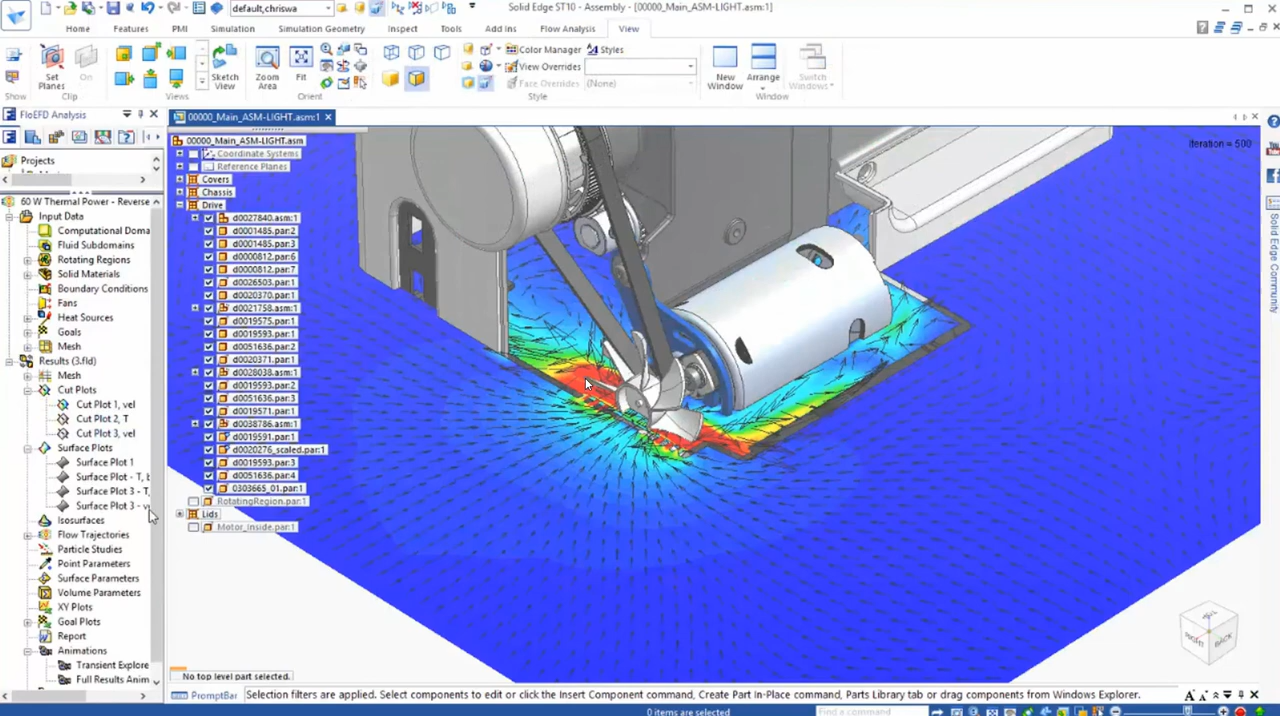 default,chriswa
Solid Edge ST10 - Assembly - [00000_Main_ASM-LIGHT.asm:1]
Home
Features
PMI
Simulation
Simulation Geometry
Inspect
Tools
Add Ins
Flow Analysis
View
Set Planes
On
Sketch View
Zoom Area
Fit
Color Manager
Styles
View Overrides
Face Overrides
(None)
New Window
Arrange
Switch Windows
Show
Clip
Views
Orient
Style
Window
FloEFD Analysis
00000_Main_ASM-LIGHT.asm:1
Projects
60 W Thermal Power - Reverse
Input Data
Computational Doma
Fluid Subdomains
Rotating Regions
Solid Materials
Boundary Conditions
Fans
Heat Sources
Goals
Mesh
Results (3.fld)
Mesh
Cut Plots
Cut Plot 1, vel
Cut Plot 2, T
Cut Plot 3, vel
Surface Plots
Surface Plot 1
Surface Plot - T, b
Surface Plot 3 - T,
Surface Plot 3 - v
Isosurfaces
Flow Trajectories
Particle Studies
Point Parameters
Surface Parameters
Volume Parameters
XY Plots
Goal Plots
Report
Animations
Transient Explore
Full Results Anim
00000_Main_ASM-LIGHT.asm
Coordinate Systems
Reference Planes
Covers
Chassis
Drive
d0027840.asm:1
d0001485.par:2
d0001485.par:3
d0000812.par:6
d0000812.par:7
d0026503.par:1
d0020370.par:1
d0021758.asm:1
d0019575.par:1
d0019593.par:1
d0051636.par:2
d0020371.par:1
d0028038.asm:1
d0019593.par:2
d0051636.par:3
d0019571.par:1
d0038786.asm:1
d0019591.par:1
d0020276_scaled.par:1
d0019593.par:3
d0051636.par:4
0303665_01.par:1
RotatingRegion.par:1
Lids
Motor_Inside.par:1
Iteration = 500
Solid Edge Community
RIGHT
BACK
No top level part selected.
PromptBar
Selection filters are applied. Select components to edit or click the Insert Component command, Create Part In-Place command, Parts Library tab or drag components from Windows Explorer.
0 items are selected
Find a command